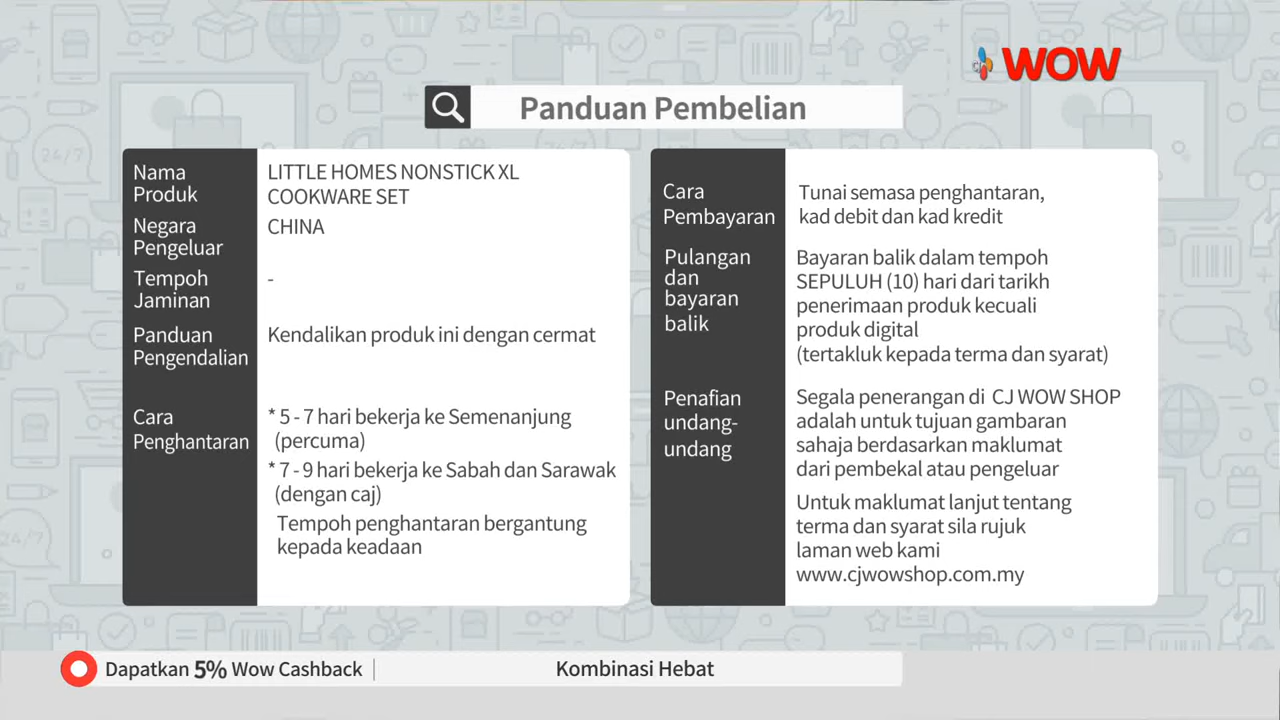 WOW
Panduan Pembelian
Nama
Produk
LITTLE HOMES NONSTICK XL
COOKWARE SET
Negara
Pengeluar
CHINA
Tempoh
Jaminan
-
Panduan
Pengendalian
Kendalikan produk ini dengan cermat
Cara
Penghantaran
* 5 - 7 hari bekerja ke Semenanjung
(percuma)
* 7 - 9 hari bekerja ke Sabah dan Sarawak
(dengan caj)
Tempoh penghantaran bergantung
kepada keadaan
Cara
Pembayaran
Tunai semasa penghantaran,
kad debit dan kad kredit
Pulangan
dan
bayaran
balik
Bayaran balik dalam tempoh
SEPULUH (10) hari dari tarikh
penerimaan produk kecuali
produk digital
(tertakluk kepada terma dan syarat)
Penafian
undang-
undang
Segala penerangan di CJ WOW SHOP
adalah untuk tujuan gambaran
sahaja berdasarkan maklumat
dari pembekal atau pengeluar
Untuk maklumat lanjut tentang
terma dan syarat sila rujuk
laman web kami
www.cjwowshop.com.my
Dapatkan 5% Wow Cashback
Kombinasi Hebat
24/7
24/7